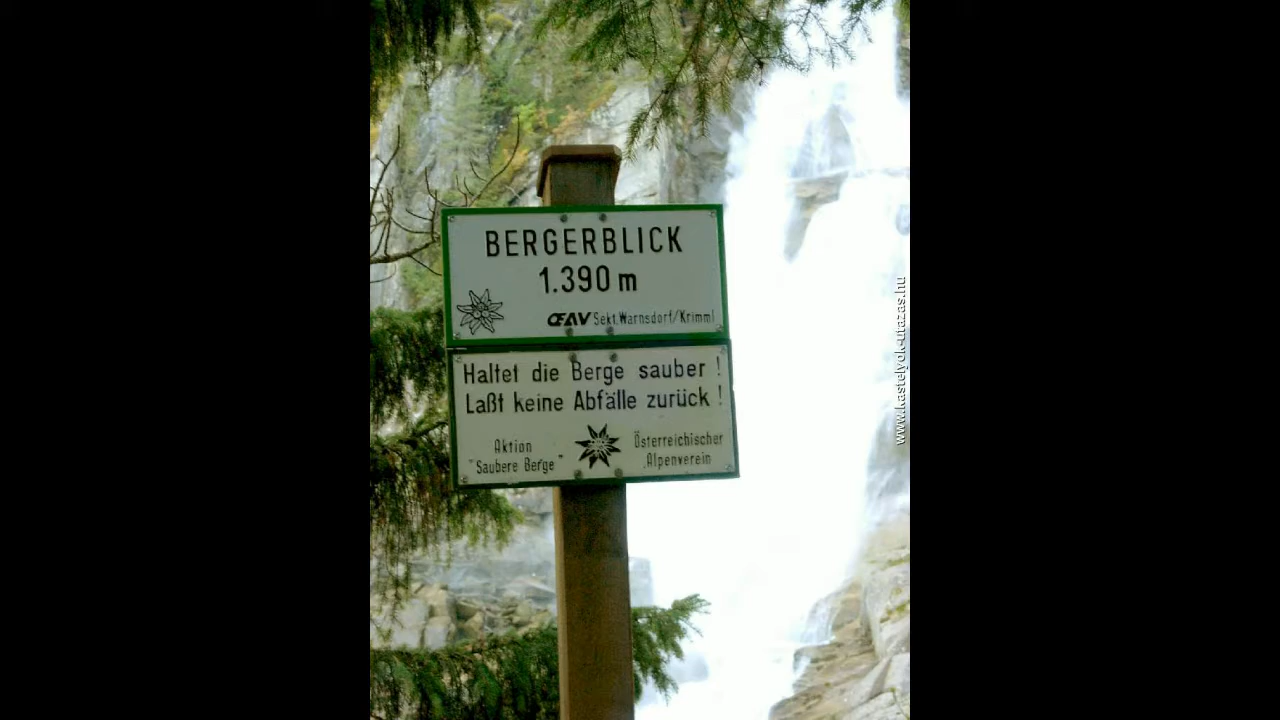 BERGERBLICK
1.390 m
OEAV Sekt.Warnsdorf/Krimml
Haltet die Berge sauber !
Laßt keine Abfälle zurück !
Aktion
"Saubere Berge"
Österreichischer
Alpenverein
www.kastelyok-utazas.hu